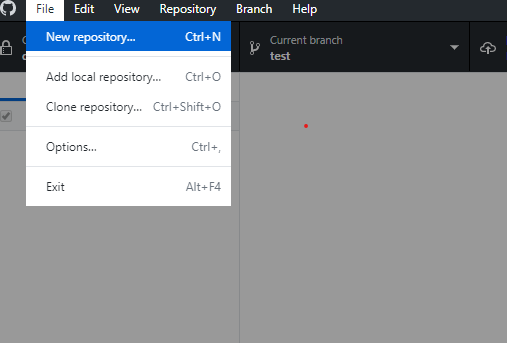 File Edit View Repository Branch Help
New repository... Ctrl+N
Current branch
test
Add local repository... Ctrl+O
Clone repository... Ctrl+Shift+O
Options... Ctrl+,
Exit Alt+F4